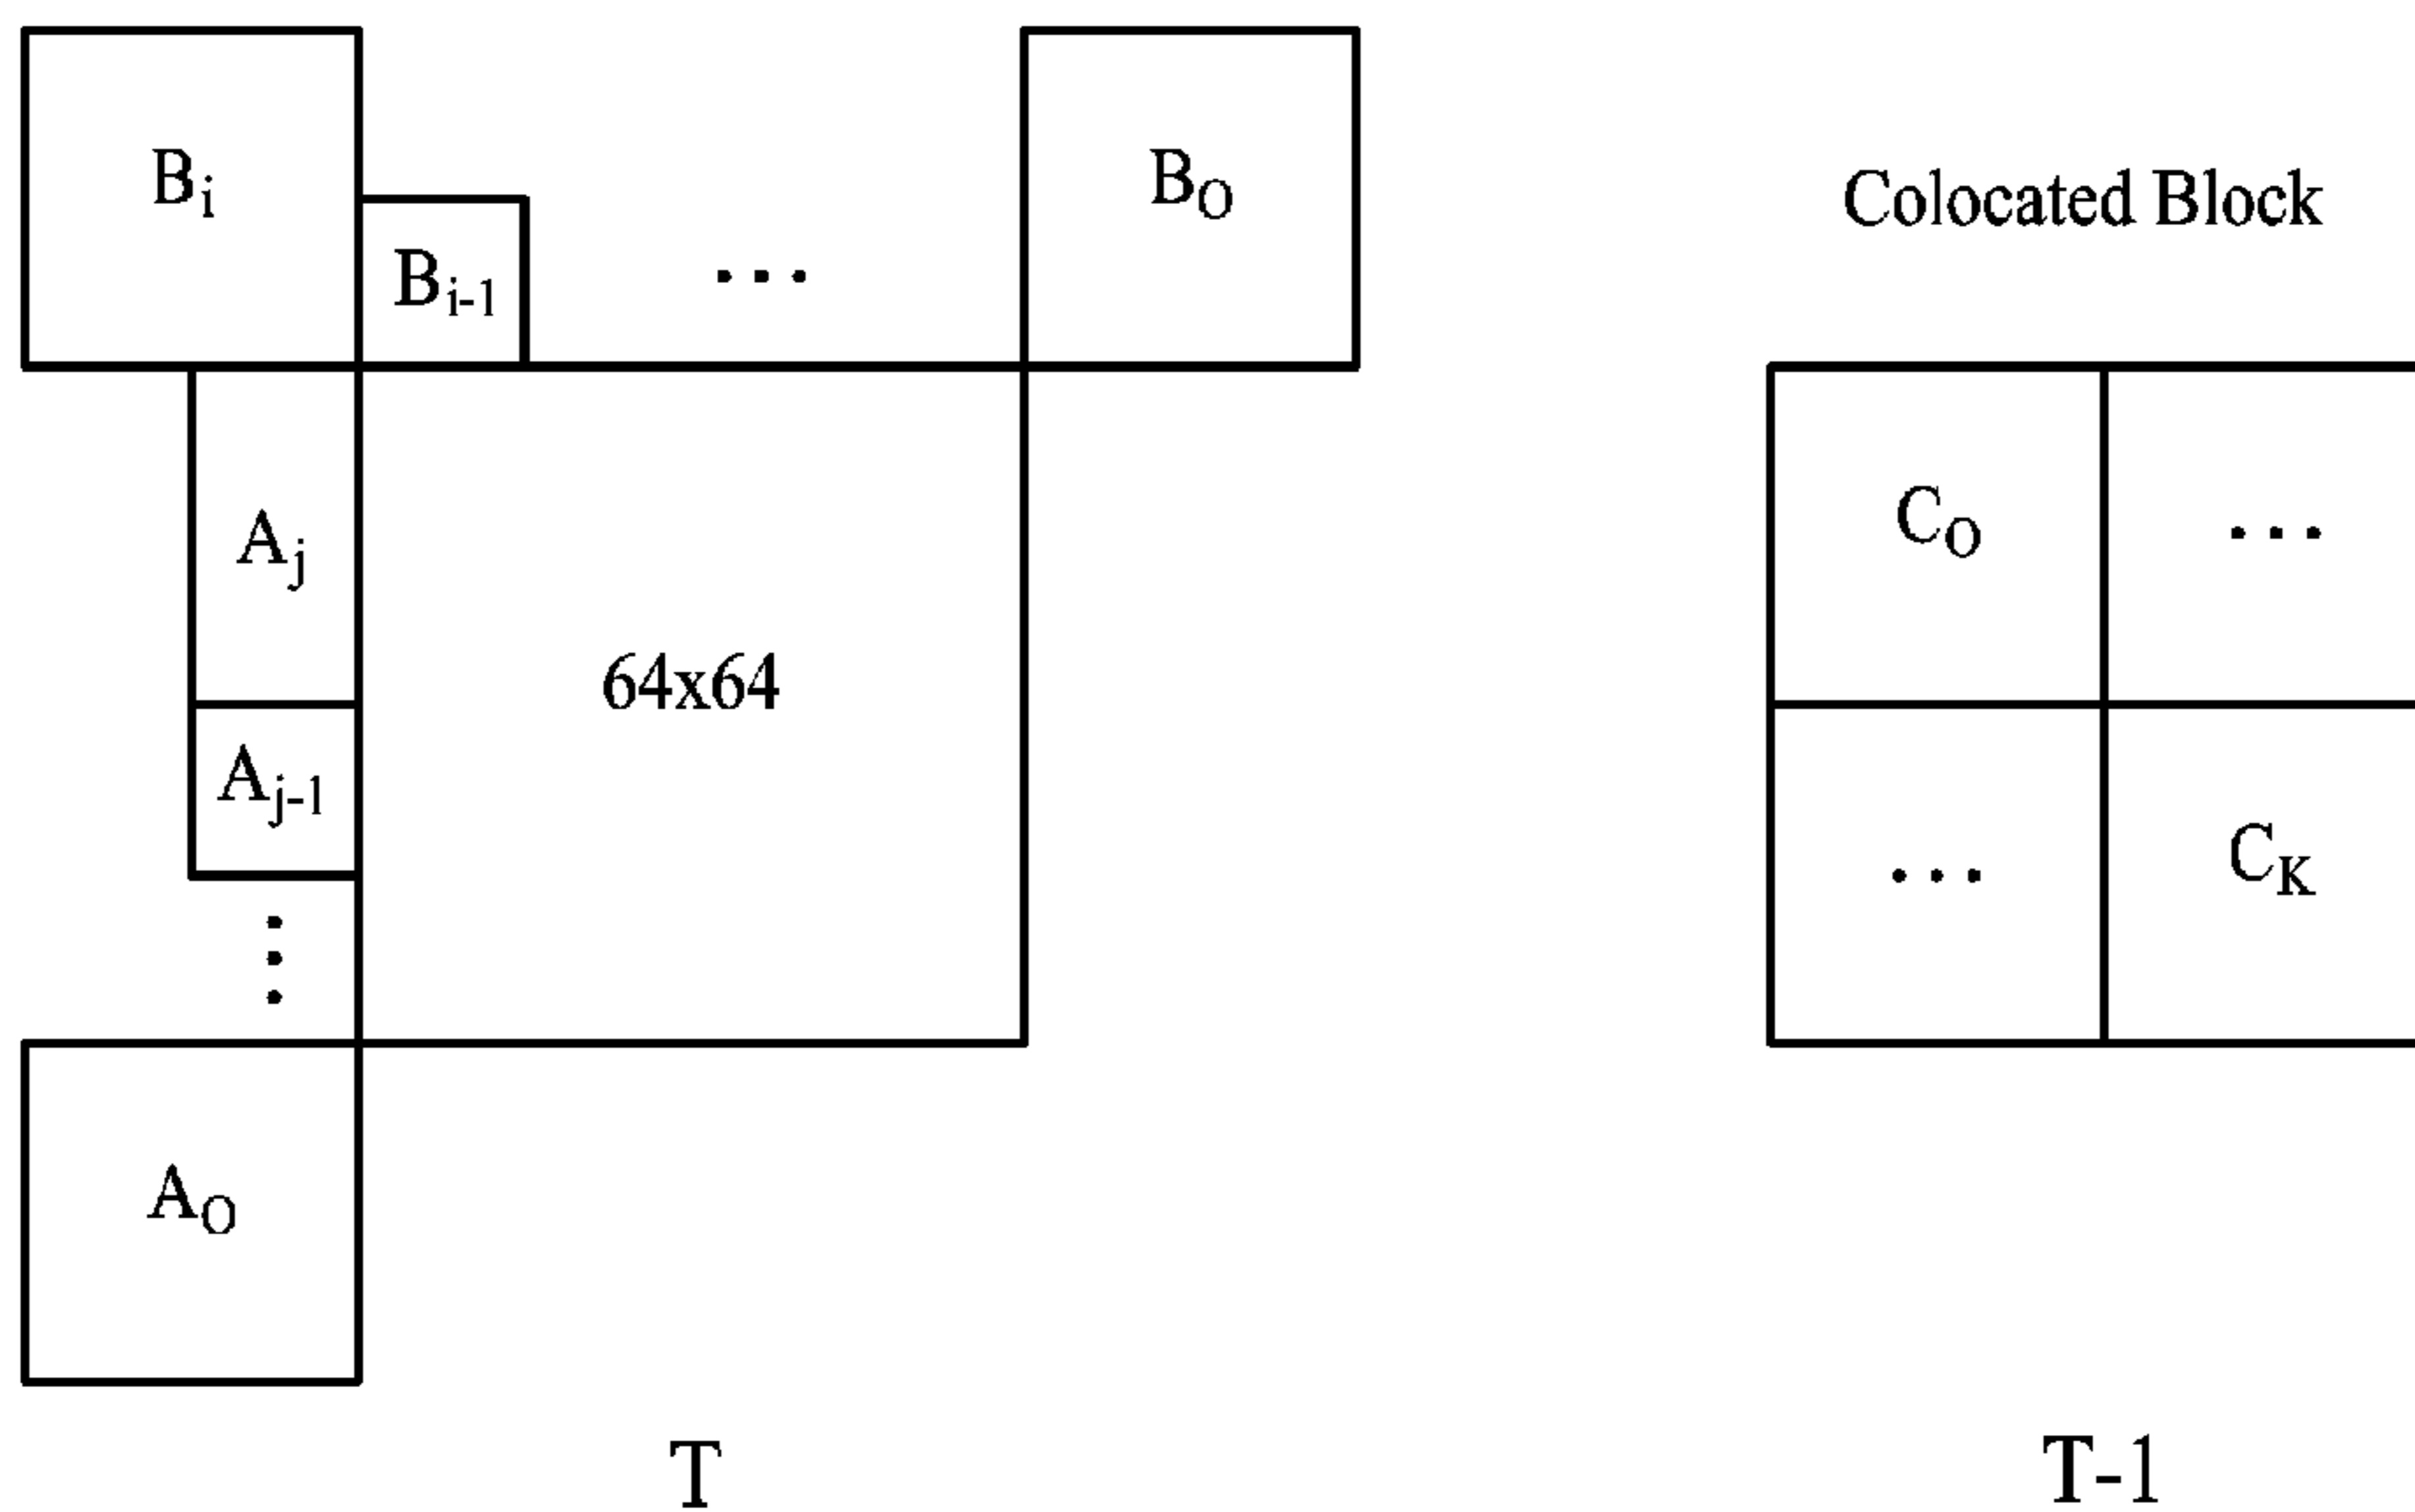 Bi
Bi-1
...
BO
Aj
Aj-1
64x64
AO
T
Colocated Block
CO
...
...
CK
T-1